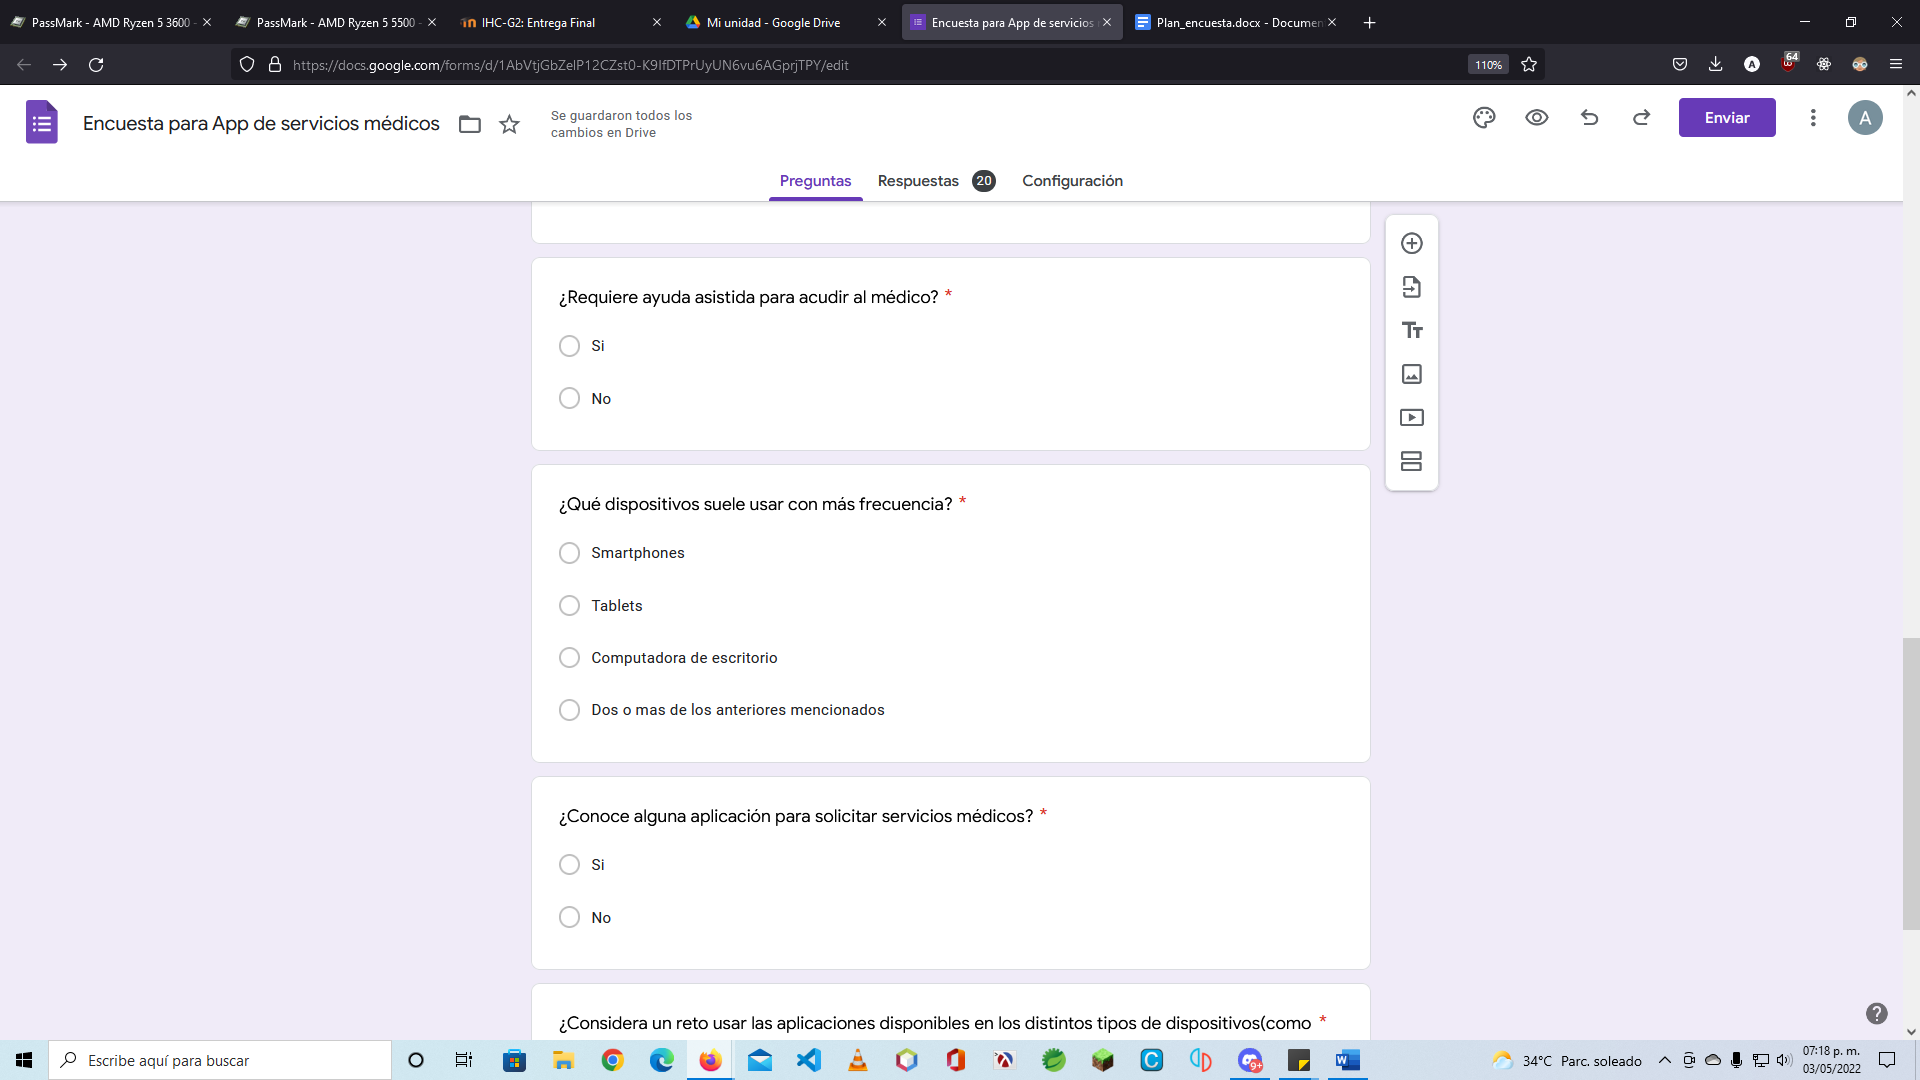 PassMark - AMD Ryzen 5 3600 -
PassMark - AMD Ryzen 5 5500 -
IHC-G2: Entrega Final
Mi unidad - Google Drive
Encuesta para App de servicios
Plan_encuesta.docx - Documen
https://docs.google.com/forms/d/1AbVtjGbZelP12CZst0-K9IfDTPrUyUN6vu6AGprjTPY/edit
110%
A
64
Encuesta para App de servicios médicos
Se guardaron todos los
cambios en Drive
Enviar
A
Preguntas
Respuestas 20
Configuración
¿Requiere ayuda asistida para acudir al médico? *
Si
No
¿Qué dispositivos suele usar con más frecuencia? *
Smartphones
Tablets
Computadora de escritorio
Dos o mas de los anteriores mencionados
¿Conoce alguna aplicación para solicitar servicios médicos? *
Si
No
¿Considera un reto usar las aplicaciones disponibles en los distintos tipos de dispositivos(como *
Escribe aquí para buscar
9+
34°C Parc. soleado
07:18 p. m.
03/05/2022